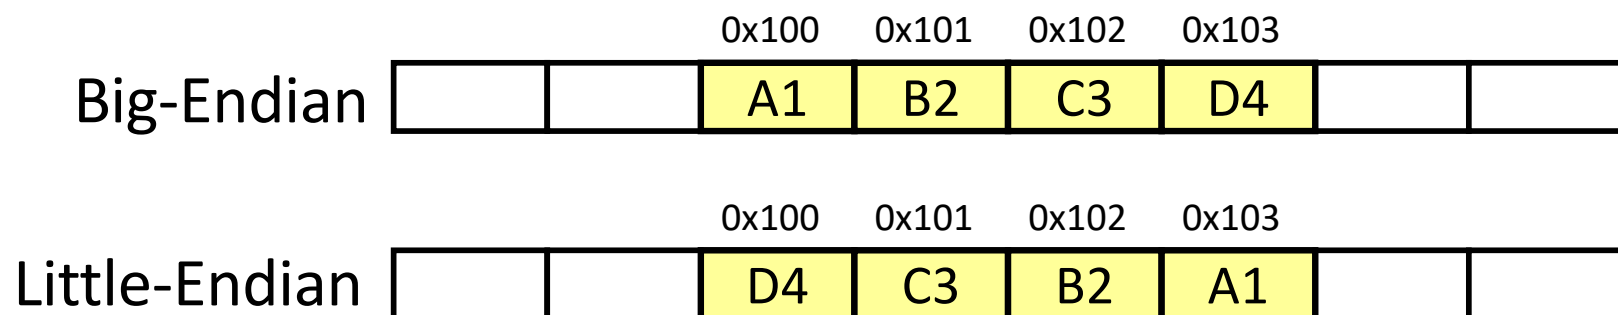 0x100 0x101 0x102 0x103
Big-Endian A1 B2 C3 D4
0x100 0x101 0x102 0x103
Little-Endian D4 C3 B2 A1